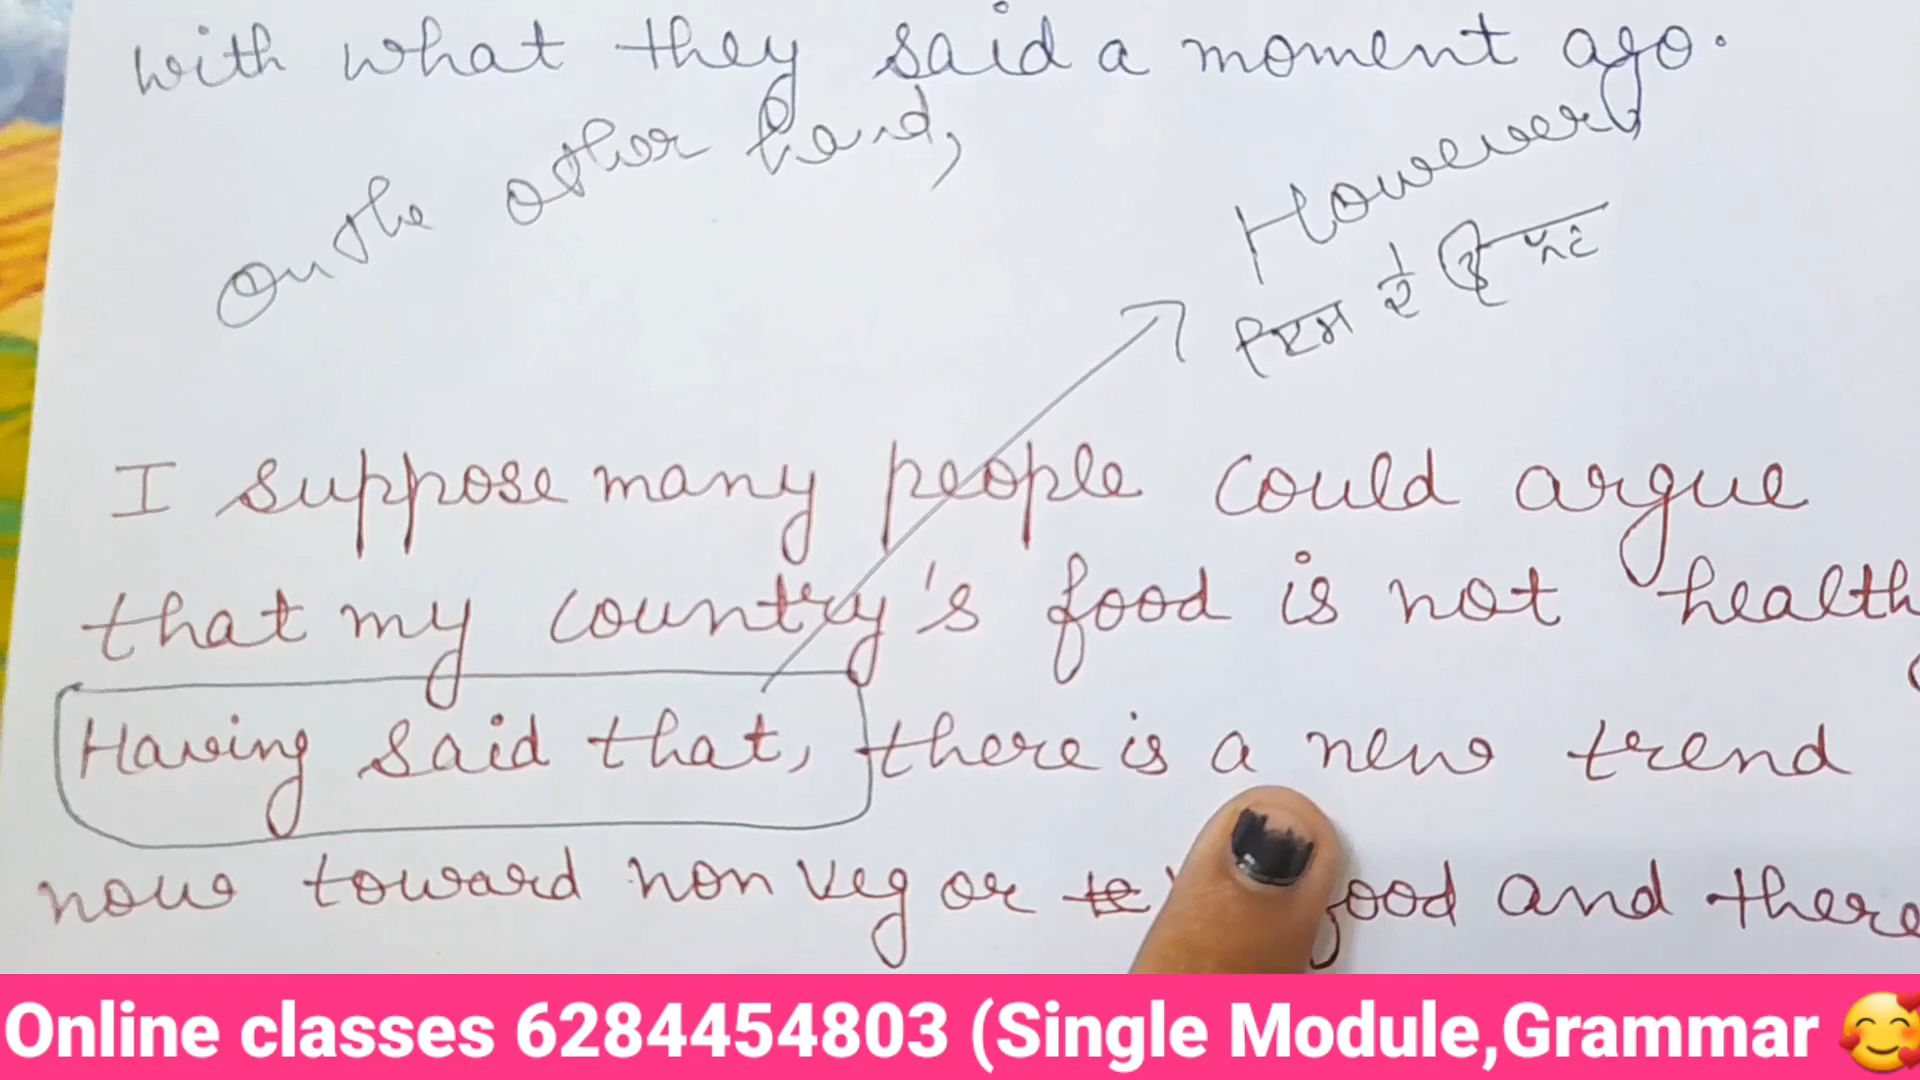 with what they said a moment ago.
On the other hand,
However,
ਇਸ ਦੇ
I suppose many people could argue
that my country's food is not health
Having said that, there is a new trend
now toward non veg or food and there
Online classes 6284454803 (Single Module,Grammar 🥰